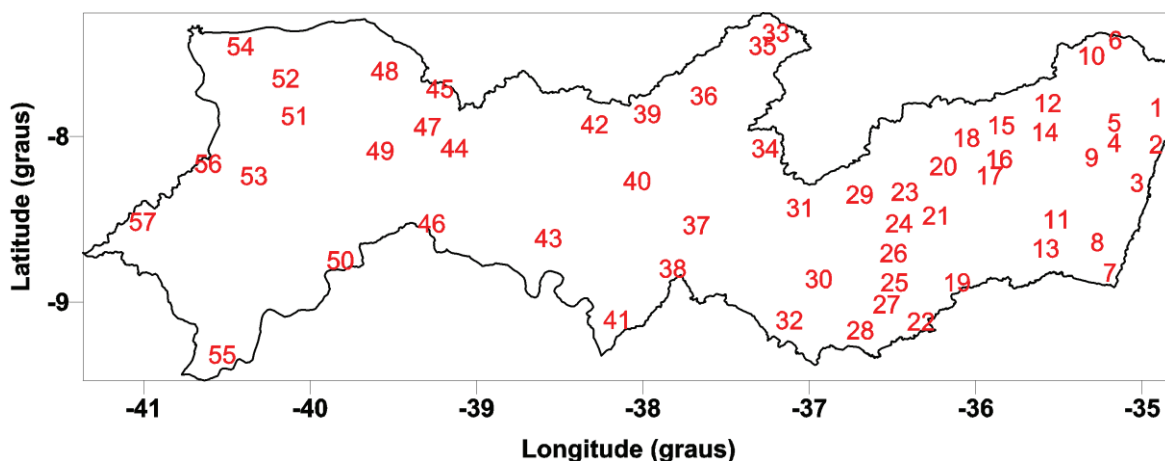 33
54 35 6 10
52 48 45 36 12 1
51 47 42 39 18 15 14 5 4 2
-8
56 53 49 44 40 34 20 16 17 9 3
57 46 43 37 31 29 23 24 21 11 8
50 38 30 26 25 19 13 7
-9
41 32 28 27 22
55
Latitude (graus)
-41 -40 -39 -38 -37 -36 -35
Longitude (graus)